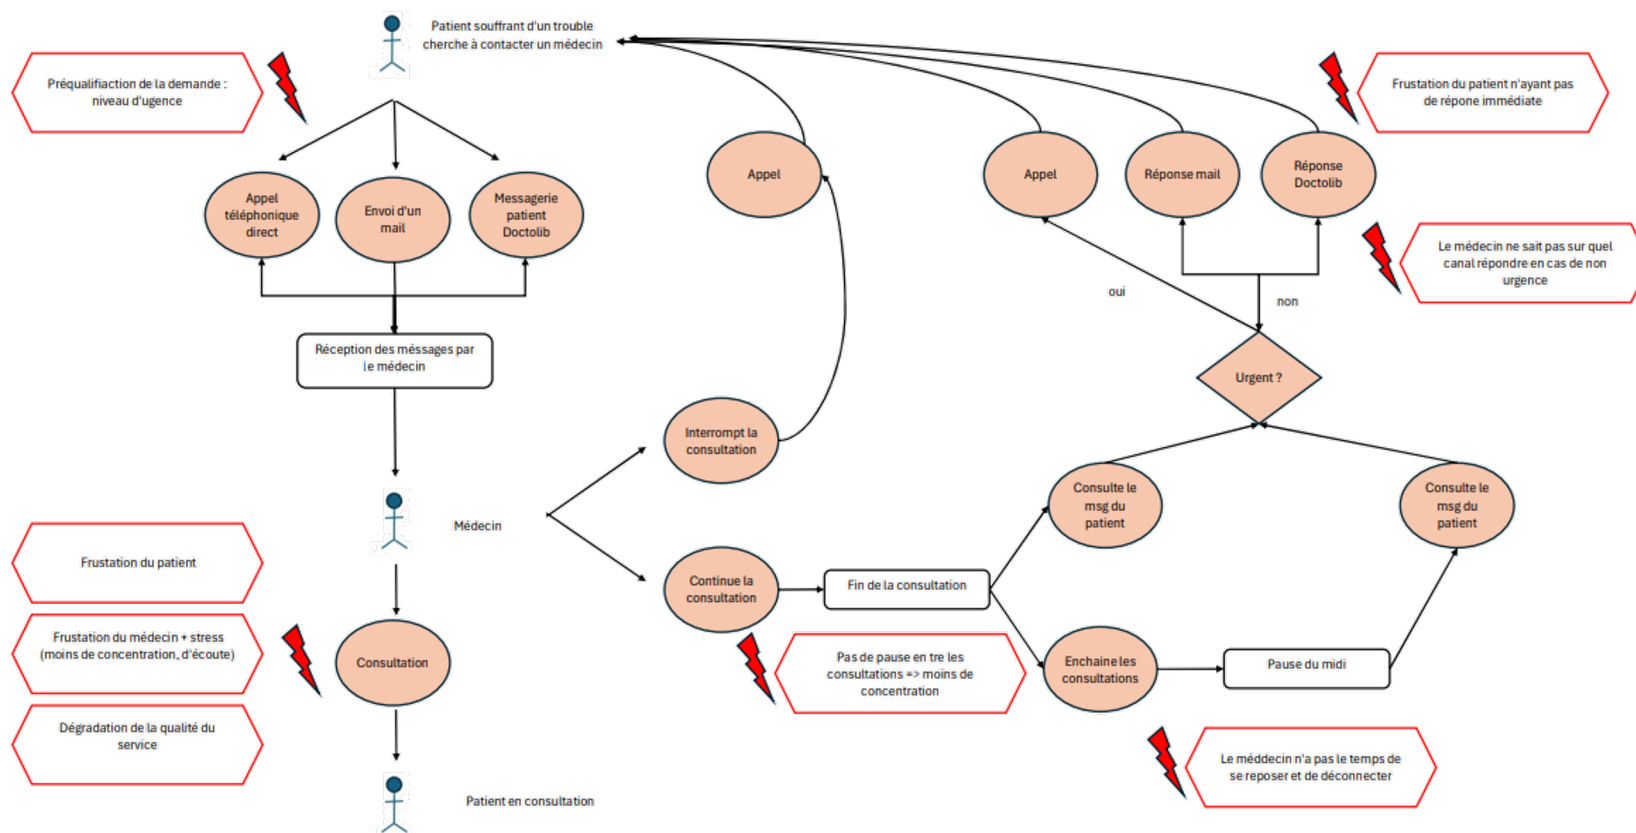 Patient souffrant d'un trouble
cherche à contacter un médecin
Préqualifiaction de la demande :
niveau d'ugence
Frustation du patient n'ayant pas
de répone immédiate
Appel
téléphonique
direct
Envoi d'un
mail
Messagerie
patient
Doctolib
Appel
Appel
Réponse mail
Réponse
Doctolib
Le médecin ne sait pas sur quel
canal répondre en cas de non
urgence
oui
non
Réception des méssages par
le médecin
Urgent ?
Interrompt la
consultation
Consulte le
msg du
patient
Consulte le
msg du
patient
Médecin
Frustation du patient
Continue la
consultation
Fin de la consultation
Frustation du médecin + stress
(moins de concentration, d'écoute)
Consultation
Pas de pause en tre les
consultations => moins de
concentration
Enchaine les
consultations
Pause du midi
Dégradation de la qualité du
service
Le méddecin n'a pas le temps de
se reposer et de déconnecter
Patient en consultation